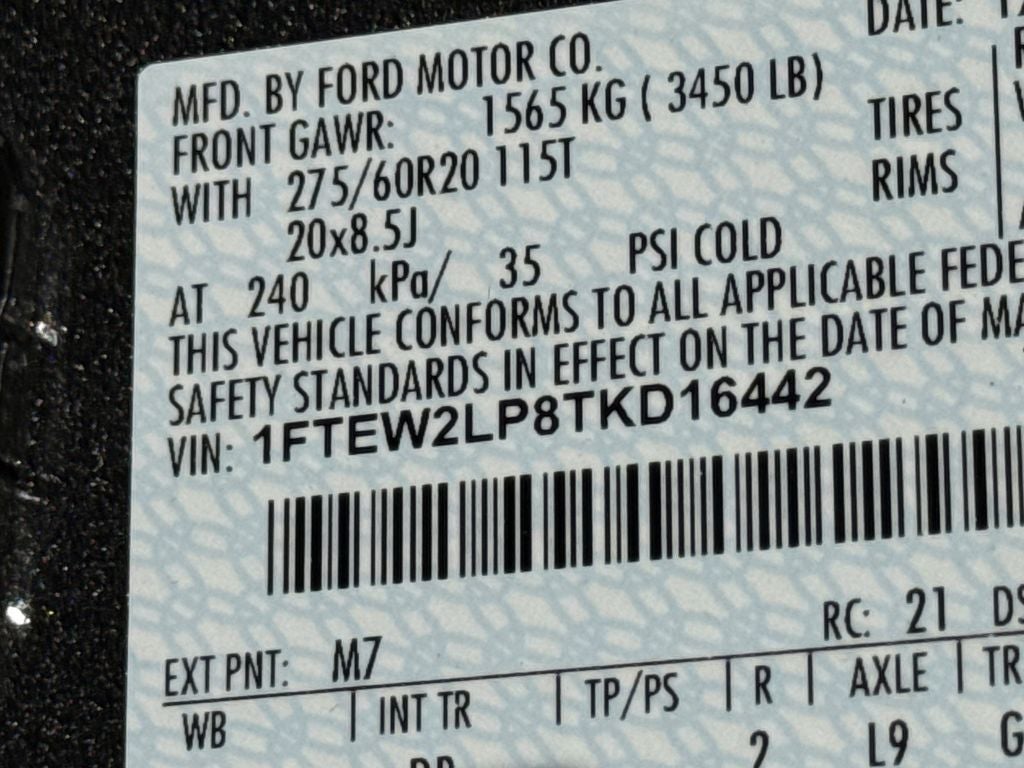 DATE:
MFD. BY FORD MOTOR CO.
FRONT GAWR: 1565 KG ( 3450 LB)
WITH 275/60R20 115T TIRES
20x8.5J RIMS
AT 240 kPa/ 35 PSI COLD
THIS VEHICLE CONFORMS TO ALL APPLICABLE FEDE
SAFETY STANDARDS IN EFFECT ON THE DATE OF MA
VIN: 1FTEW2LP8TKD16442
EXT PNT: M7 RC: 21 DS
WB INT TR TP/PS R AXLE TR
2 L9 G